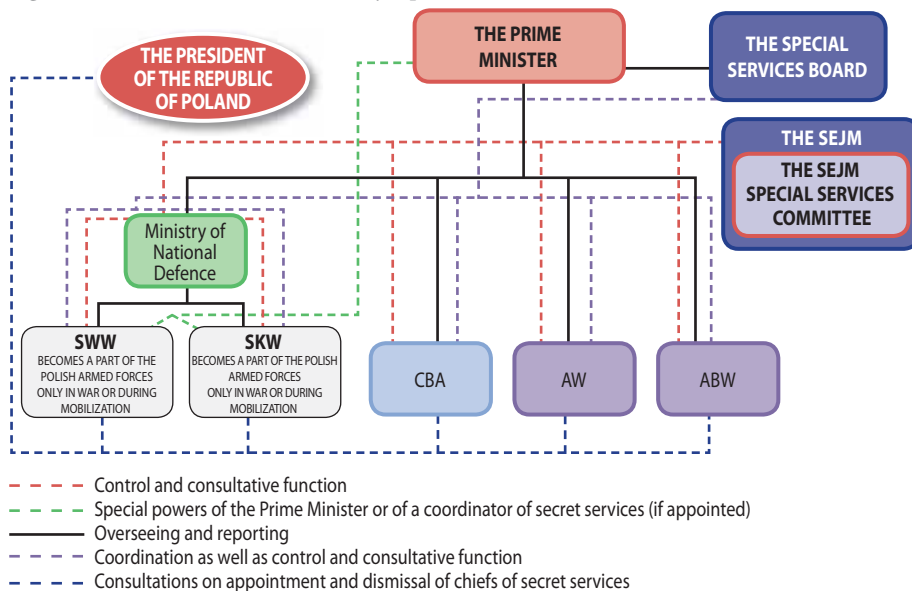 THE PRESIDENT
OF THE REPUBLIC
OF POLAND
THE PRIME
MINISTER
THE SPECIAL
SERVICES BOARD
THE SEJM
THE SEJM
SPECIAL SERVICES
COMMITTEE
Ministry of
National
Defence
SWW
BECOMES A PART OF THE
POLISH ARMED FORCES
ONLY IN WAR OR DURING
MOBILIZATION
SKW
BECOMES A PART OF THE POLISH
ARMED FORCES
ONLY IN WAR OR DURING
MOBILIZATION
CBA
AW
ABW
Control and consultative function
Special powers of the Prime Minister or of a coordinator of secret services (if appointed)
Overseeing and reporting
Coordination as well as control and consultative function
Consultations on appointment and dismissal of chiefs of secret services